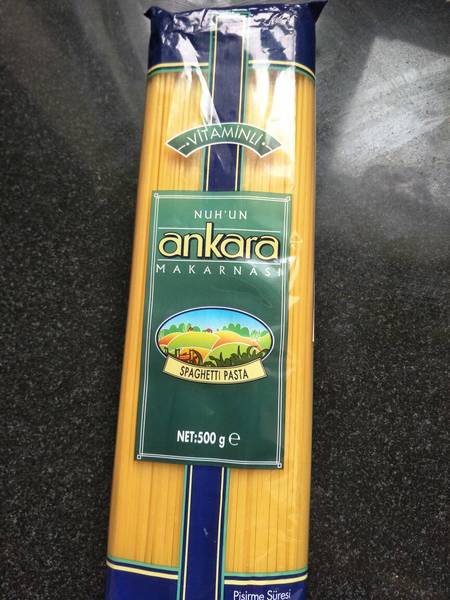 VİTAMİNLİ
NUH'UN
ankara
MAKARNASI
SPAGHETTI PASTA
NET:500 g ℮
Pişirme Süresi